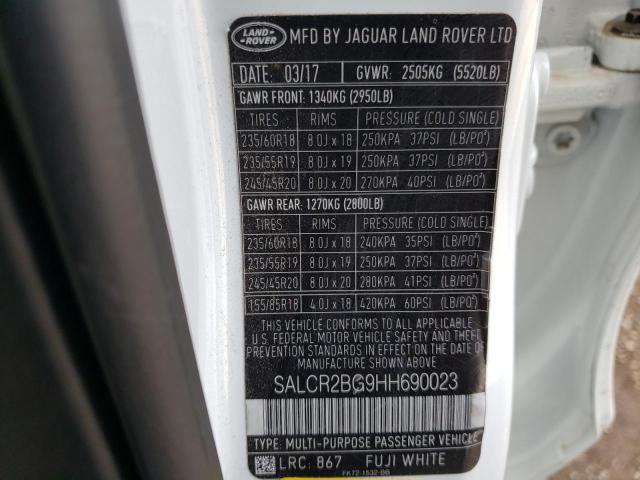 LAND-
ROVER
MFD BY JAGUAR LAND ROVER LTD
DATE: 03/17 GVWR: 2505KG (5520LB)
GAWR FRONT: 1340KG (2950LB)
TIRES RIMS PRESSURE (COLD SINGLE)
235/60R18 8.0J x 18 250KPA 37PSI (LB/PO²)
235/55R19 8.0J x 19 250KPA 37PSI (LB/PO²)
245/45R20 8.0J x 20 270KPA 40PSI (LB/PO²)
GAWR REAR: 1270KG (2800LB)
TIRES RIMS PRESSURE (COLD SINGLE)
235/60R18 8.0J x 18 240KPA 35PSI (LB/PO²)
235/55R19 8.0J x 19 250KPA 37PSI (LB/PO²)
245/45R20 8.0J x 20 280KPA 41PSI (LB/PO²)
155/85R18 4.0J x 18 420KPA 60PSI (LB/PO²)
THIS VEHICLE CONFORMS TO ALL APPLICABLE
U.S. FEDERAL MOTOR VEHICLE SAFETY BUMPER,
AND THEFT PREVENTION STANDARDS IN EFFECT ON THE DATE
OF MANUFACTURE SHOWN ABOVE
SALCR2BG9HH690023
TYPE: MULTI-PURPOSE PASSENGER VEHICLE
LRC: 867 FUJI WHITE
FK72-1532-BB